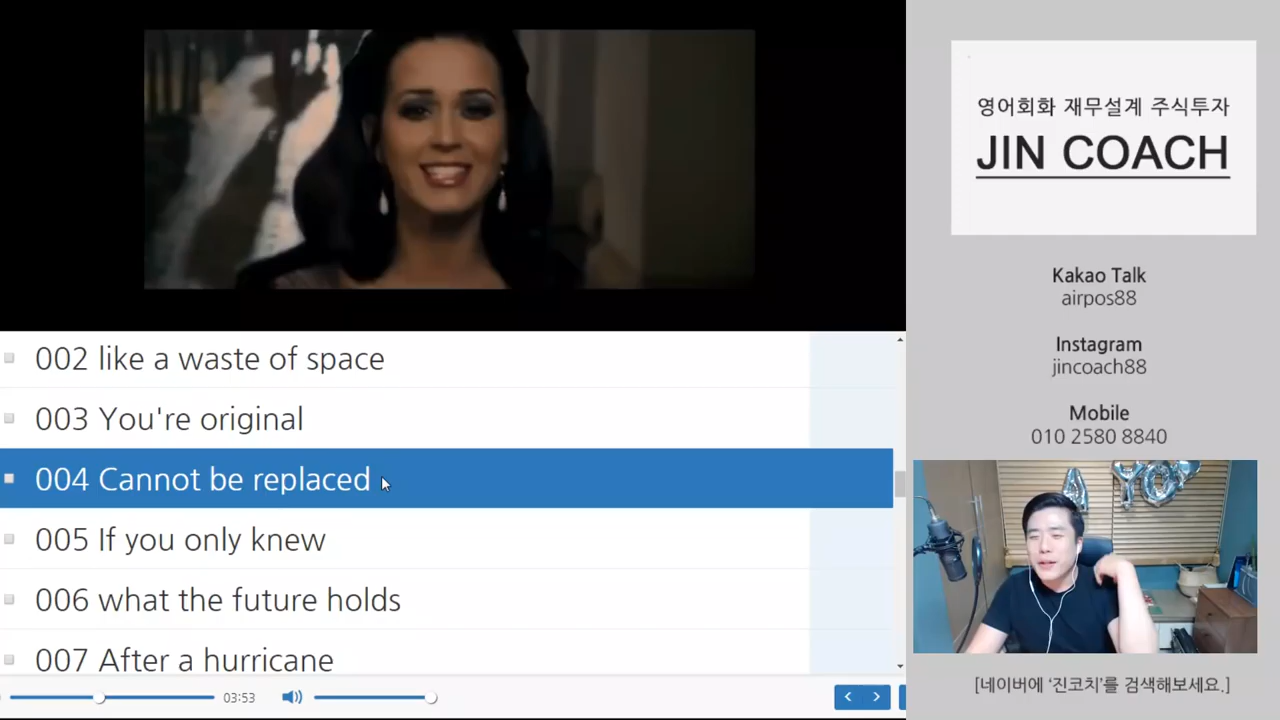 002 like a waste of space
003 You're original
004 Cannot be replaced
005 If you only knew
006 what the future holds
007 After a hurricane
03:53
영어회화 재무설계 주식투자
JIN COACH
Kakao Talk
airpos88
Instagram
jincoach88
Mobile
010 2580 8840
A YO
[네이버에 '진코치'를 검색해보세요.]